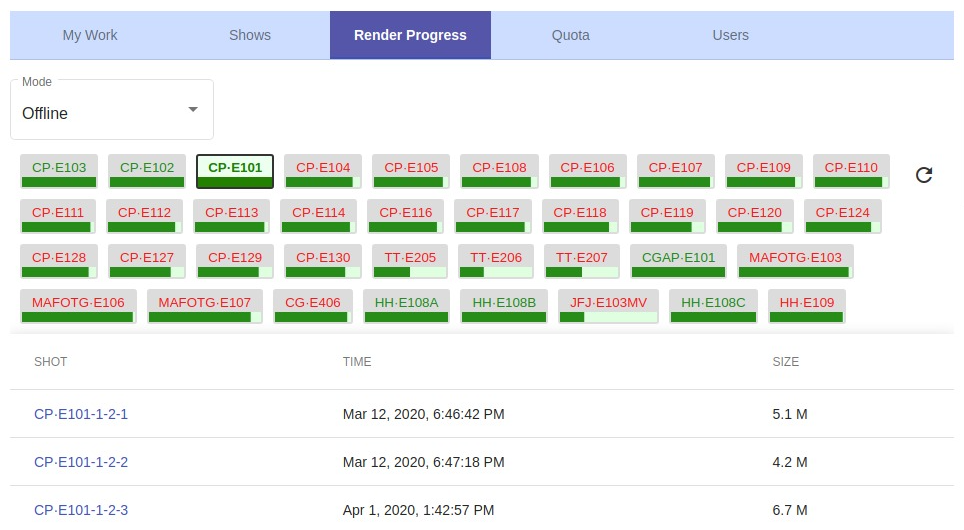 My Work Shows Render Progress Quota Users
Mode
Offline
CP·E103 CP·E102 CP·E101 CP·E104 CP·E105 CP·E108 CP·E106 CP·E107 CP·E109 CP·E110
CP·E111 CP·E112 CP·E113 CP·E114 CP·E116 CP·E117 CP·E118 CP·E119 CP·E120 CP·E124
CP·E128 CP·E127 CP·E129 CP·E130 TT·E205 TT·E206 TT·E207 CGAP·E101 MAFOTG·E103
MAFOTG·E106 MAFOTG·E107 CG·E406 HH·E108A HH·E108B JFJ·E103MV HH·E108C HH·E109
SHOT TIME SIZE
CP·E101-1-2-1 Mar 12, 2020, 6:46:42 PM 5.1 M
CP·E101-1-2-2 Mar 12, 2020, 6:47:18 PM 4.2 M
CP·E101-1-2-3 Apr 1, 2020, 1:42:57 PM 6.7 M